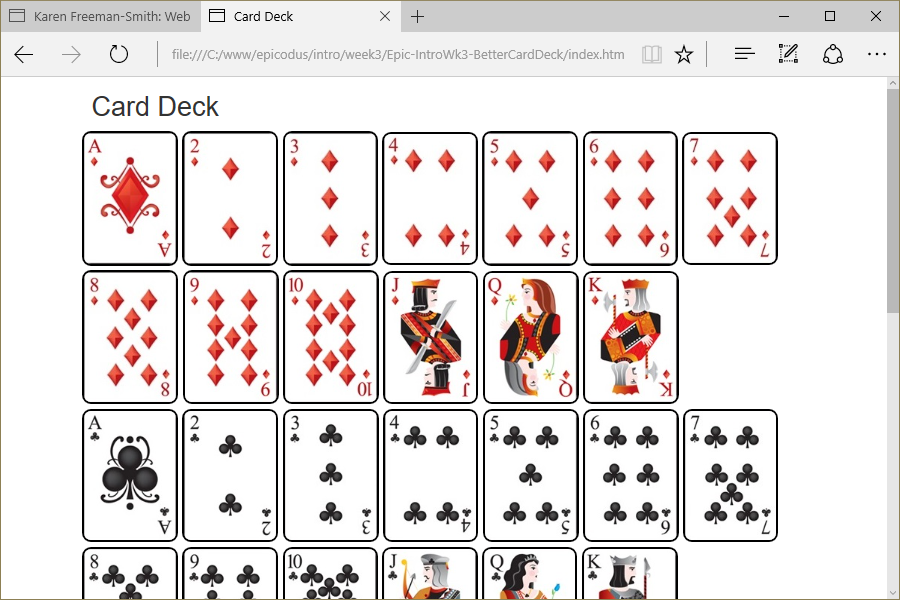 Karen Freeman-Smith: Web
Card Deck
file:///C:/www/epicodus/intro/week3/Epic-IntroWk3-BetterCardDeck/index.htm
Card Deck
A 2 3 4 5 6 7
A 2 3 4 5 6 7
8 9 10 J Q K
8 9 10 J Q K
A 2 3 4 5 6 7
A 2 3 4 5 6 7
8 9 10 J Q K